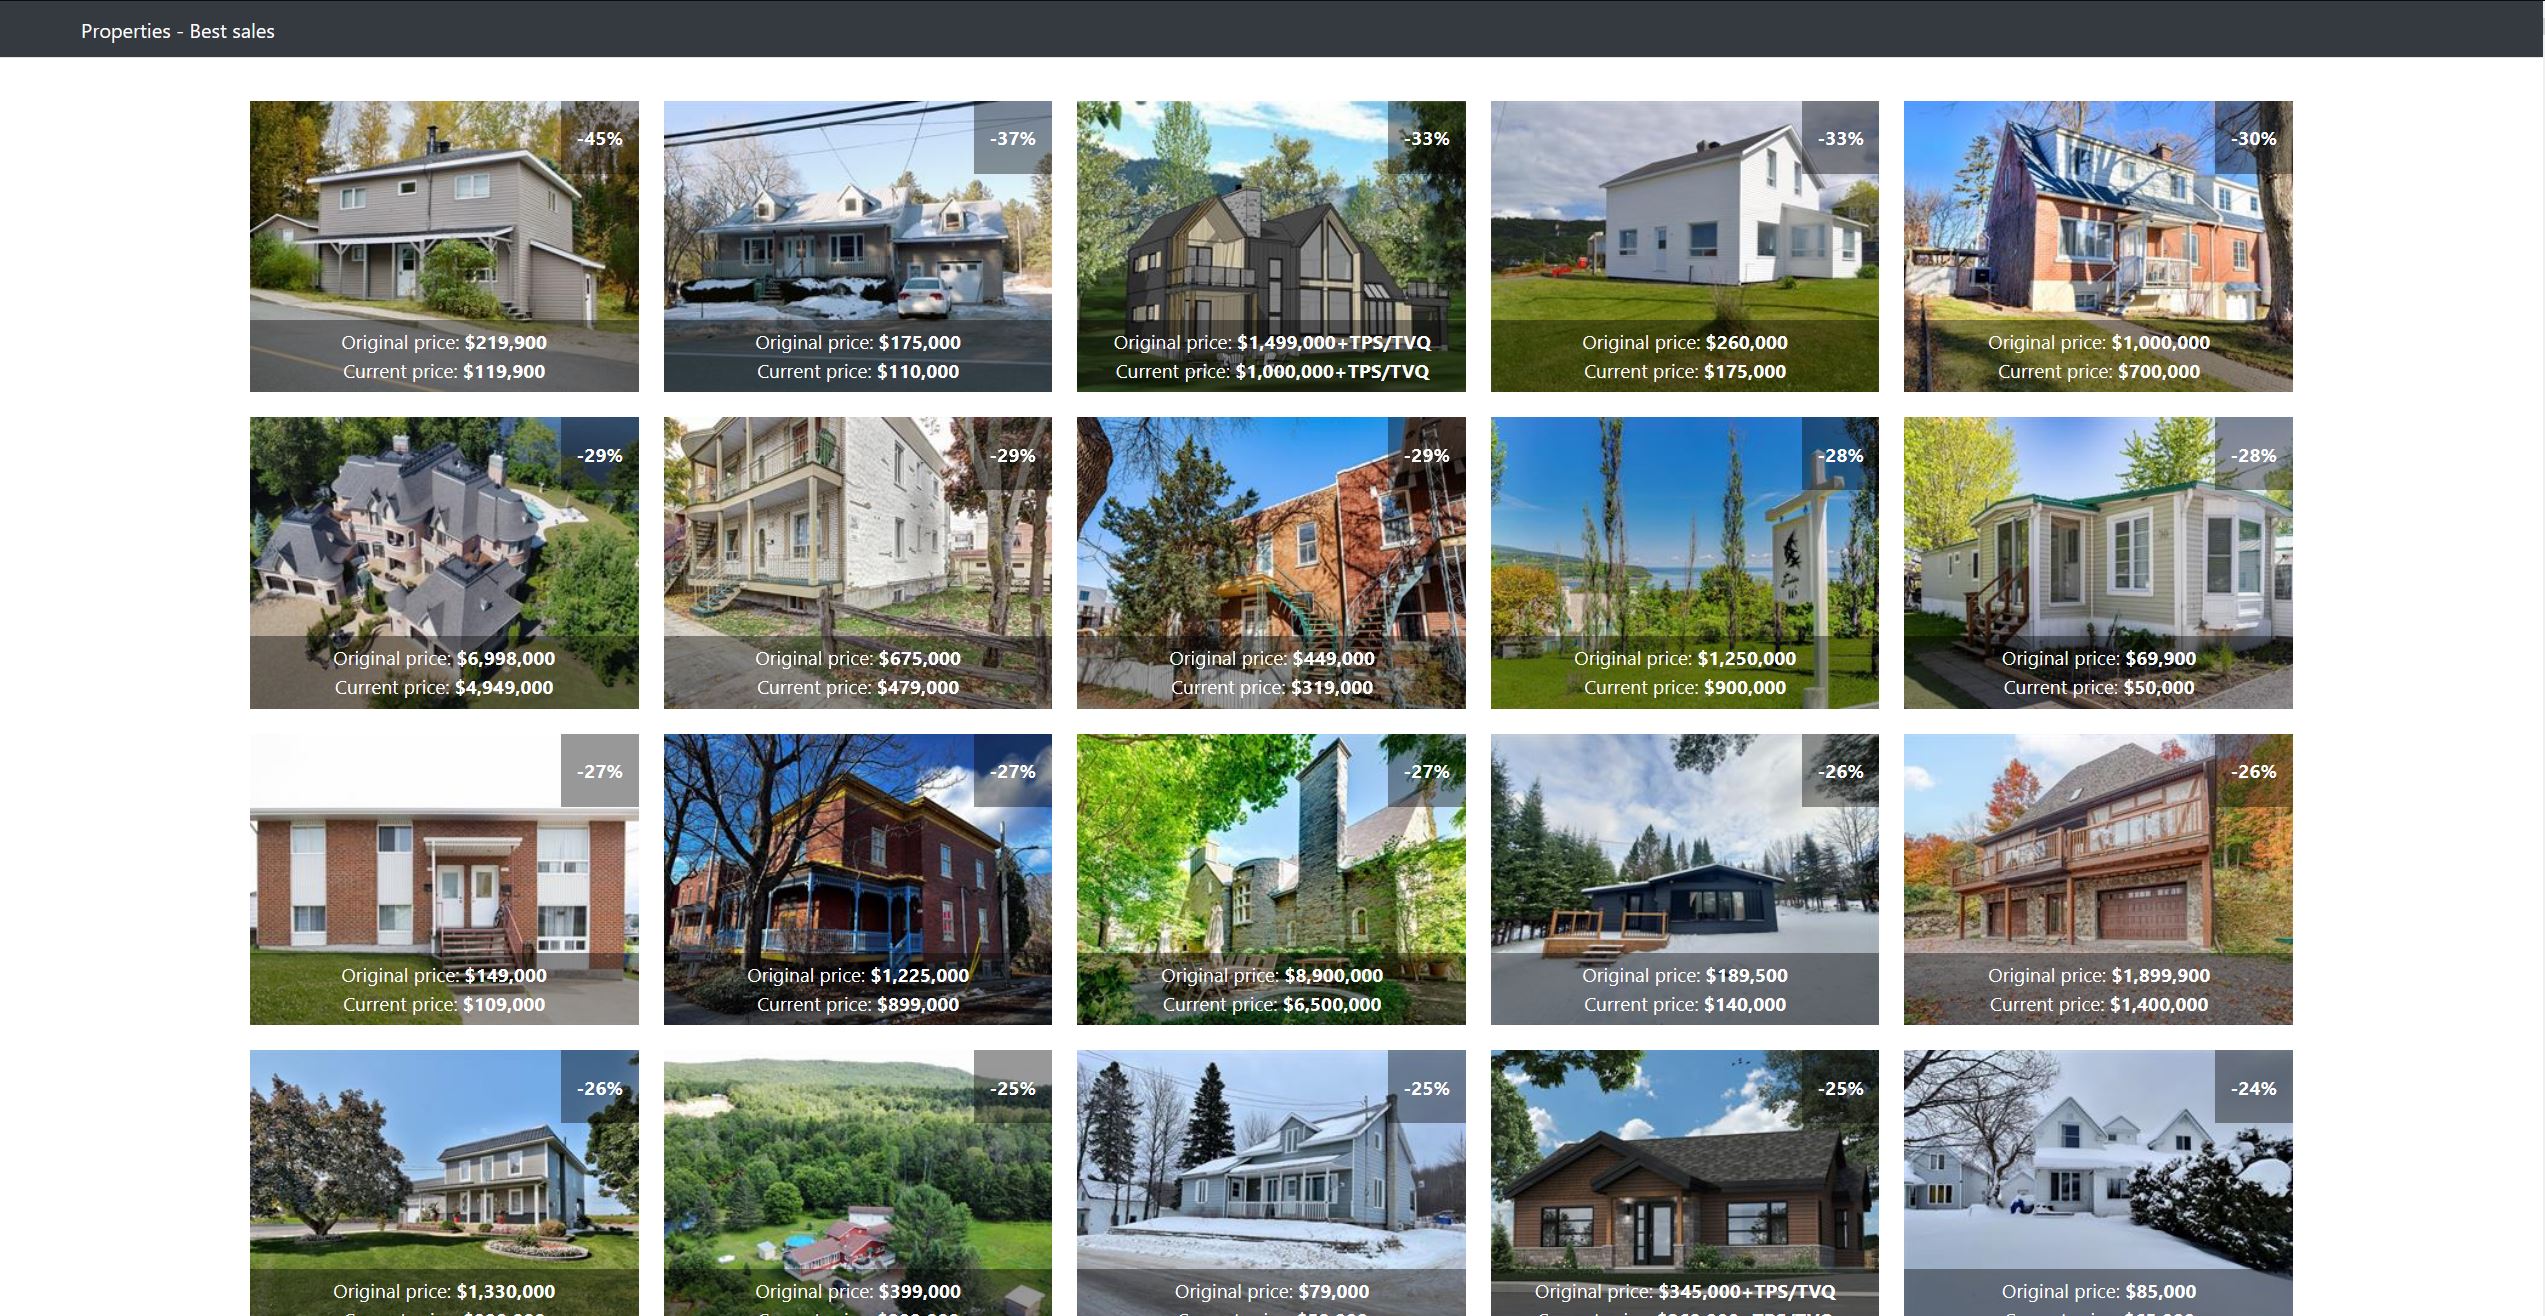 Properties - Best sales
-45%
Original price: $219,900
Current price: $119,900
-37%
Original price: $175,000
Current price: $110,000
-33%
Original price: $1,499,000+TPS/TVQ
Current price: $1,000,000+TPS/TVQ
-33%
Original price: $260,000
Current price: $175,000
-30%
Original price: $1,000,000
Current price: $700,000
-29%
Original price: $6,998,000
Current price: $4,949,000
-29%
Original price: $675,000
Current price: $479,000
-29%
Original price: $449,000
Current price: $319,000
-28%
Original price: $1,250,000
Current price: $900,000
-28%
Original price: $69,900
Current price: $50,000
-27%
Original price: $149,000
Current price: $109,000
-27%
Original price: $1,225,000
Current price: $899,000
-27%
Original price: $8,900,000
Current price: $6,500,000
-26%
Original price: $189,500
Current price: $140,000
-26%
Original price: $1,899,900
Current price: $1,400,000
-26%
Original price: $1,330,000
-25%
Original price: $399,000
-25%
Original price: $79,000
-25%
Original price: $345,000+TPS/TVQ
-24%
Original price: $85,000